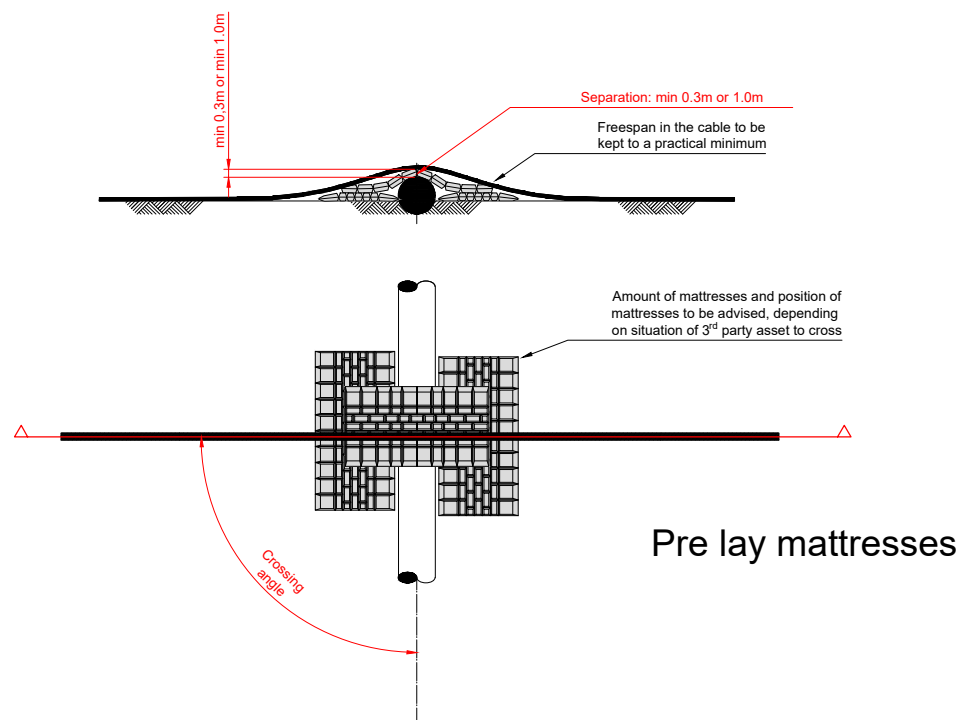 min 0,3m or min 1.0m
Separation: min 0.3m or 1.0m
Freespan in the cable to be
kept to a practical minimum
Amount of mattresses and position of
mattresses to be advised, depending
on situation of 3rd party asset to cross
Pre lay mattresses
Crossing
angle